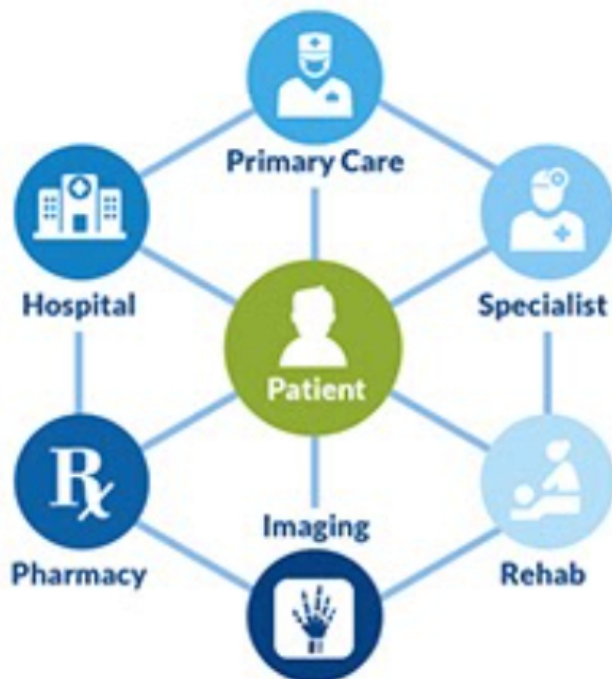 Primary Care
Hospital
Specialist
Patient
Rx
Imaging
Pharmacy
Rehab